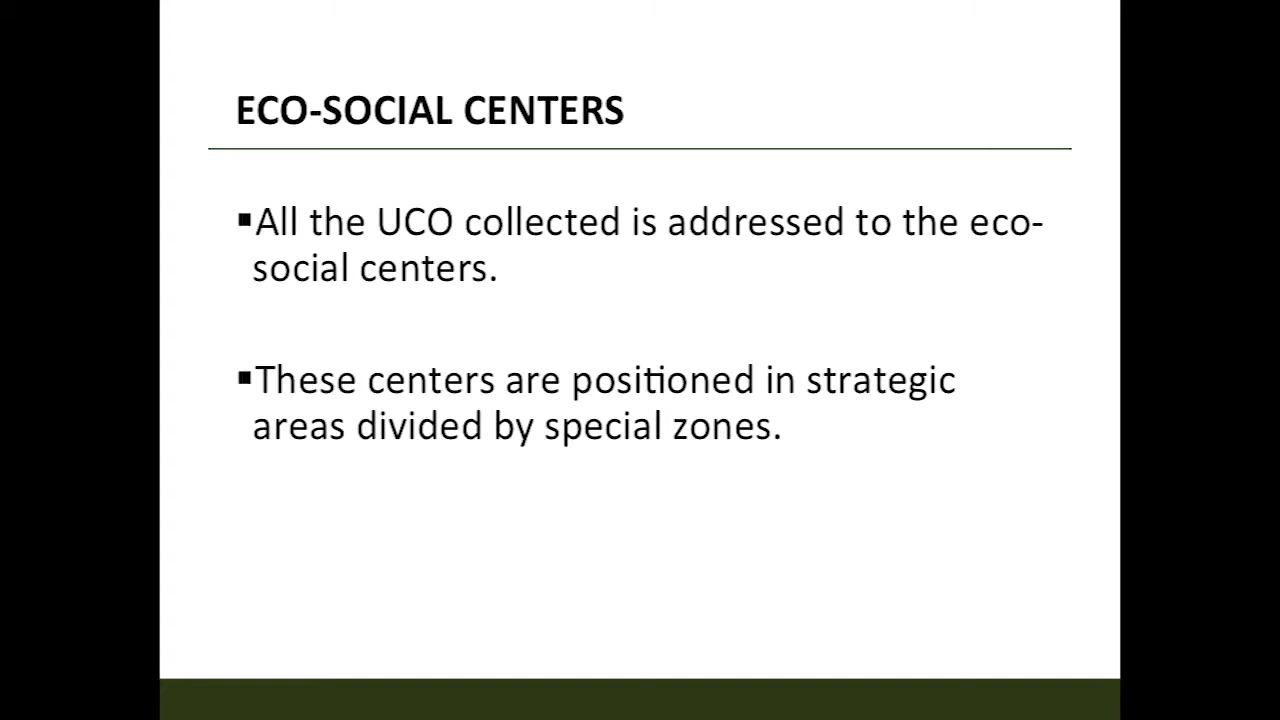 ECO-SOCIAL CENTERS
▪All the UCO collected is addressed to the eco-
social centers.
▪These centers are positioned in strategic
areas divided by special zones.